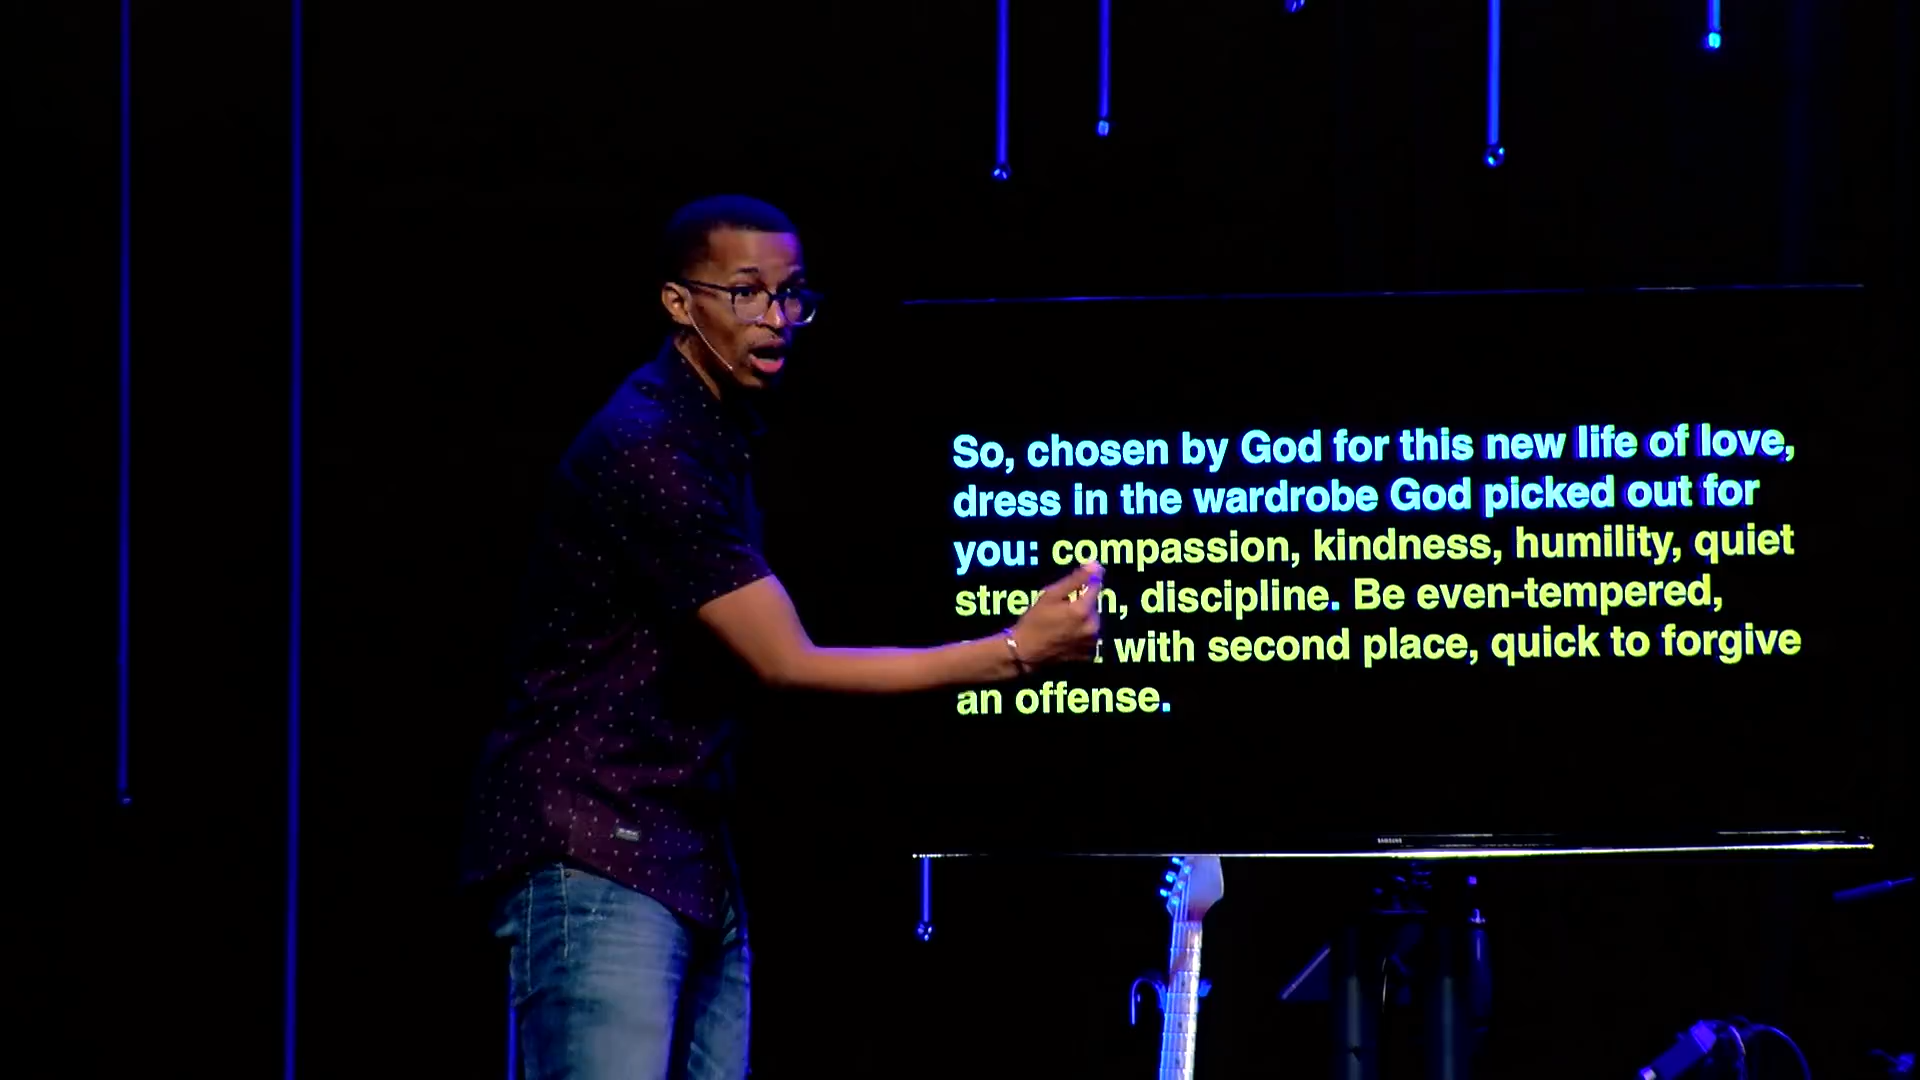 So, chosen by God for this new life of love,
dress in the wardrobe God picked out for
you: compassion, kindness, humility, quiet
discipline. Be even-tempered,
with second place, quick to forgive
an offense.
SAMSUNG